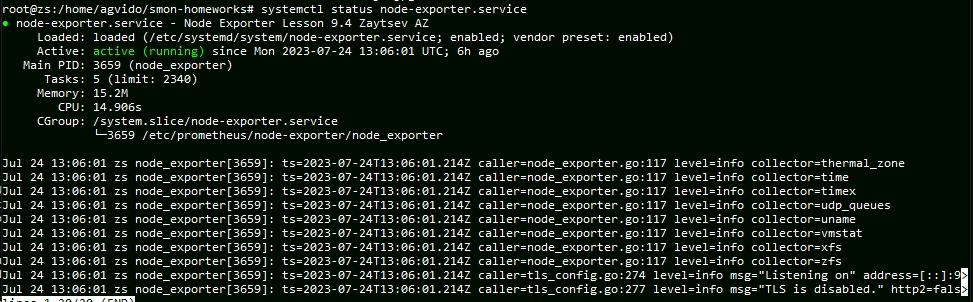 root@zs:/home/agvido/smon-homeworks# systemctl status node-exporter.service
● node-exporter.service - Node Exporter Lesson 9.4 Zaytsev AZ
Loaded: loaded (/etc/systemd/system/node-exporter.service; enabled; vendor preset: enabled)
Active: active (running) since Mon 2023-07-24 13:06:01 UTC; 6h ago
Main PID: 3659 (node_exporter)
Tasks: 5 (limit: 2340)
Memory: 15.2M
CPU: 14.906s
CGroup: /system.slice/node-exporter.service
└─3659 /etc/prometheus/node-exporter/node_exporter
Jul 24 13:06:01 zs node_exporter[3659]: ts=2023-07-24T13:06:01.214Z caller=node_exporter.go:117 level=info collector=thermal_zone
Jul 24 13:06:01 zs node_exporter[3659]: ts=2023-07-24T13:06:01.214Z caller=node_exporter.go:117 level=info collector=time
Jul 24 13:06:01 zs node_exporter[3659]: ts=2023-07-24T13:06:01.214Z caller=node_exporter.go:117 level=info collector=timex
Jul 24 13:06:01 zs node_exporter[3659]: ts=2023-07-24T13:06:01.214Z caller=node_exporter.go:117 level=info collector=udp_queues
Jul 24 13:06:01 zs node_exporter[3659]: ts=2023-07-24T13:06:01.214Z caller=node_exporter.go:117 level=info collector=uname
Jul 24 13:06:01 zs node_exporter[3659]: ts=2023-07-24T13:06:01.214Z caller=node_exporter.go:117 level=info collector=vmstat
Jul 24 13:06:01 zs node_exporter[3659]: ts=2023-07-24T13:06:01.214Z caller=node_exporter.go:117 level=info collector=xfs
Jul 24 13:06:01 zs node_exporter[3659]: ts=2023-07-24T13:06:01.214Z caller=node_exporter.go:117 level=info collector=zfs
Jul 24 13:06:01 zs node_exporter[3659]: ts=2023-07-24T13:06:01.214Z caller=tls_config.go:274 level=info msg="Listening on" address=[::]:9>
Jul 24 13:06:01 zs node_exporter[3659]: ts=2023-07-24T13:06:01.214Z caller=tls_config.go:277 level=info msg="TLS is disabled." http2=fals>
lines 1-20/20 (END)